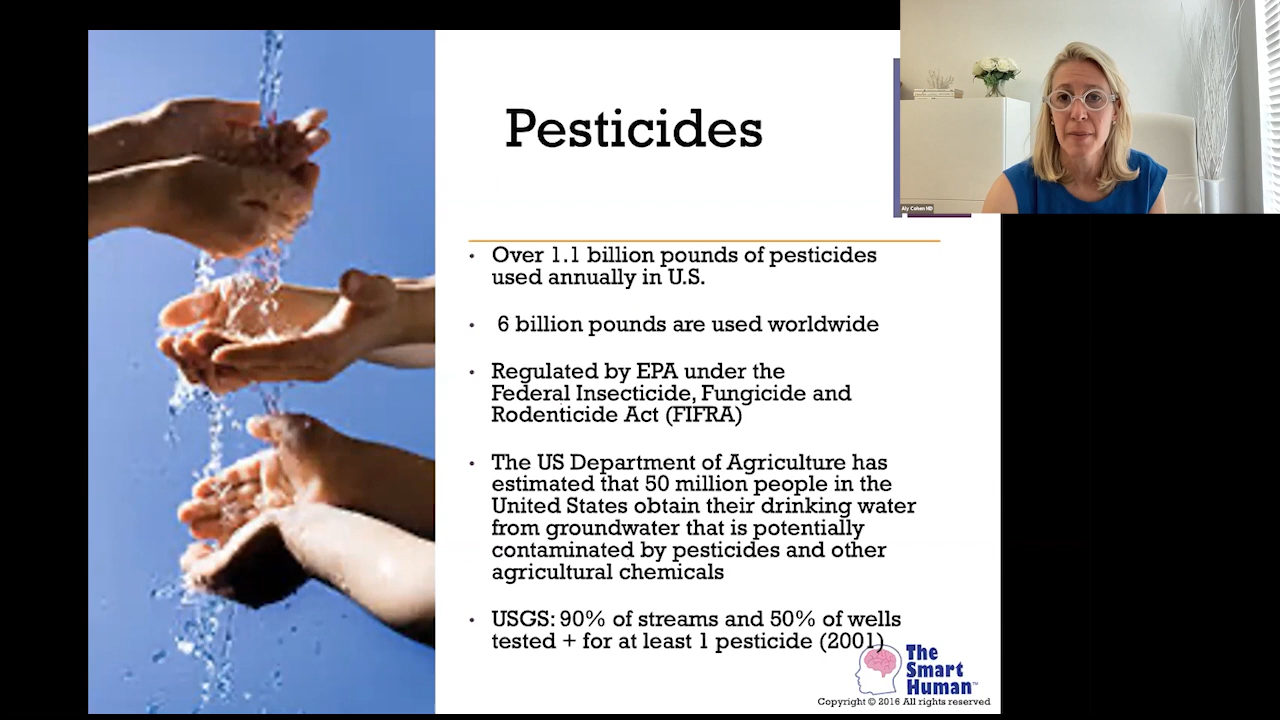 Pesticides
Aly Cohen MD
• Over 1.1 billion pounds of pesticides
used annually in U.S.
• 6 billion pounds are used worldwide
• Regulated by EPA under the
Federal Insecticide, Fungicide and
Rodenticide Act (FIFRA)
• The US Department of Agriculture has
estimated that 50 million people in the
United States obtain their drinking water
from groundwater that is potentially
contaminated by pesticides and other
agricultural chemicals
• USGS: 90% of streams and 50% of wells
tested + for at least 1 pesticide (2001)
The
Smart
Human™
Copyright © 2016 All rights reserved